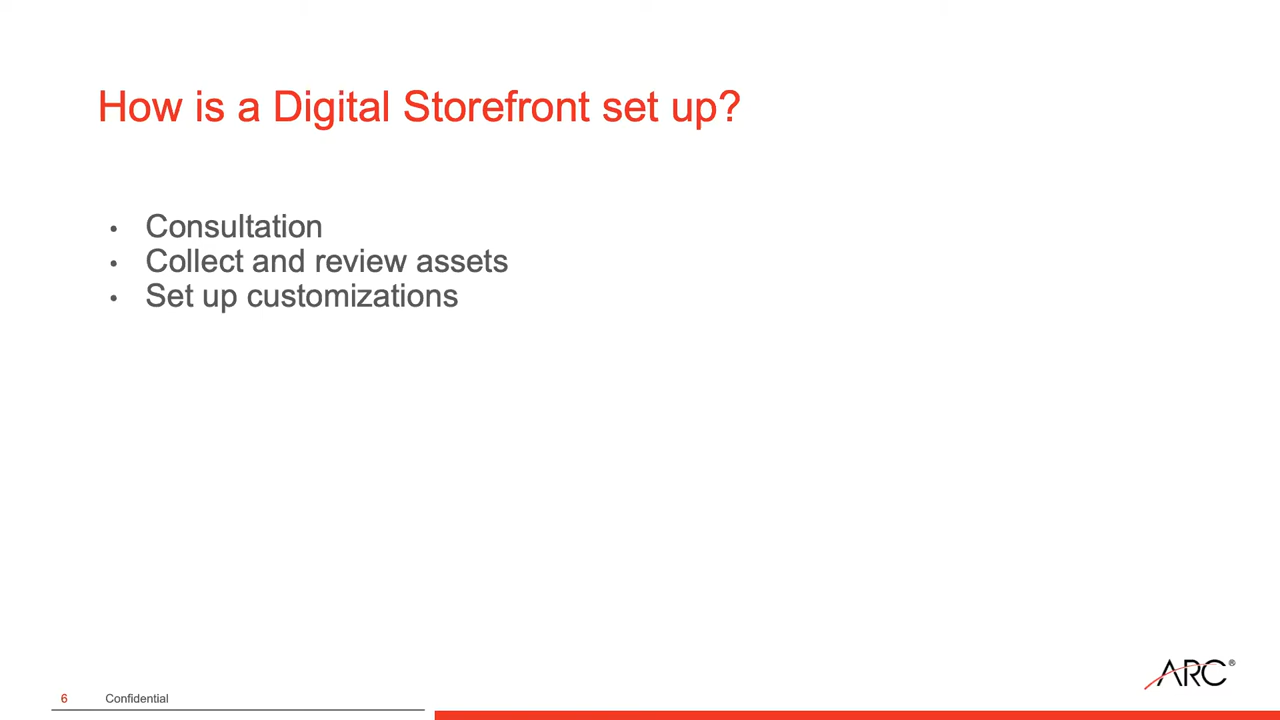 How is a Digital Storefront set up?
• Consultation
• Collect and review assets
• Set up customizations
6 Confidential
ARC®